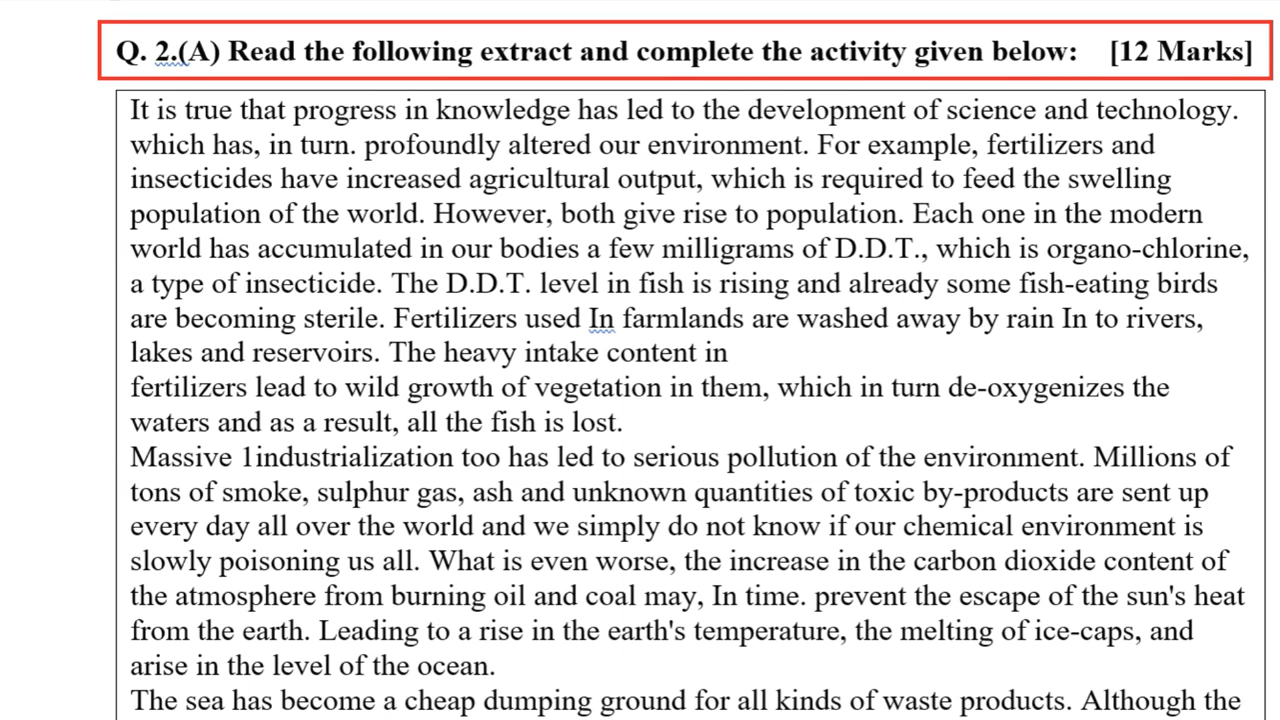 Q. 2.(A) Read the following extract and complete the activity given below: [12 Marks]
It is true that progress in knowledge has led to the development of science and technology.
which has, in turn. profoundly altered our environment. For example, fertilizers and
insecticides have increased agricultural output, which is required to feed the swelling
population of the world. However, both give rise to population. Each one in the modern
world has accumulated in our bodies a few milligrams of D.D.T., which is organo-chlorine,
a type of insecticide. The D.D.T. level in fish is rising and already some fish-eating birds
are becoming sterile. Fertilizers used In farmlands are washed away by rain In to rivers,
lakes and reservoirs. The heavy intake content in
fertilizers lead to wild growth of vegetation in them, which in turn de-oxygenizes the
waters and as a result, all the fish is lost.
Massive 1industrialization too has led to serious pollution of the environment. Millions of
tons of smoke, sulphur gas, ash and unknown quantities of toxic by-products are sent up
every day all over the world and we simply do not know if our chemical environment is
slowly poisoning us all. What is even worse, the increase in the carbon dioxide content of
the atmosphere from burning oil and coal may, In time. prevent the escape of the sun's heat
from the earth. Leading to a rise in the earth's temperature, the melting of ice-caps, and
arise in the level of the ocean.
The sea has become a cheap dumping ground for all kinds of waste products. Although the